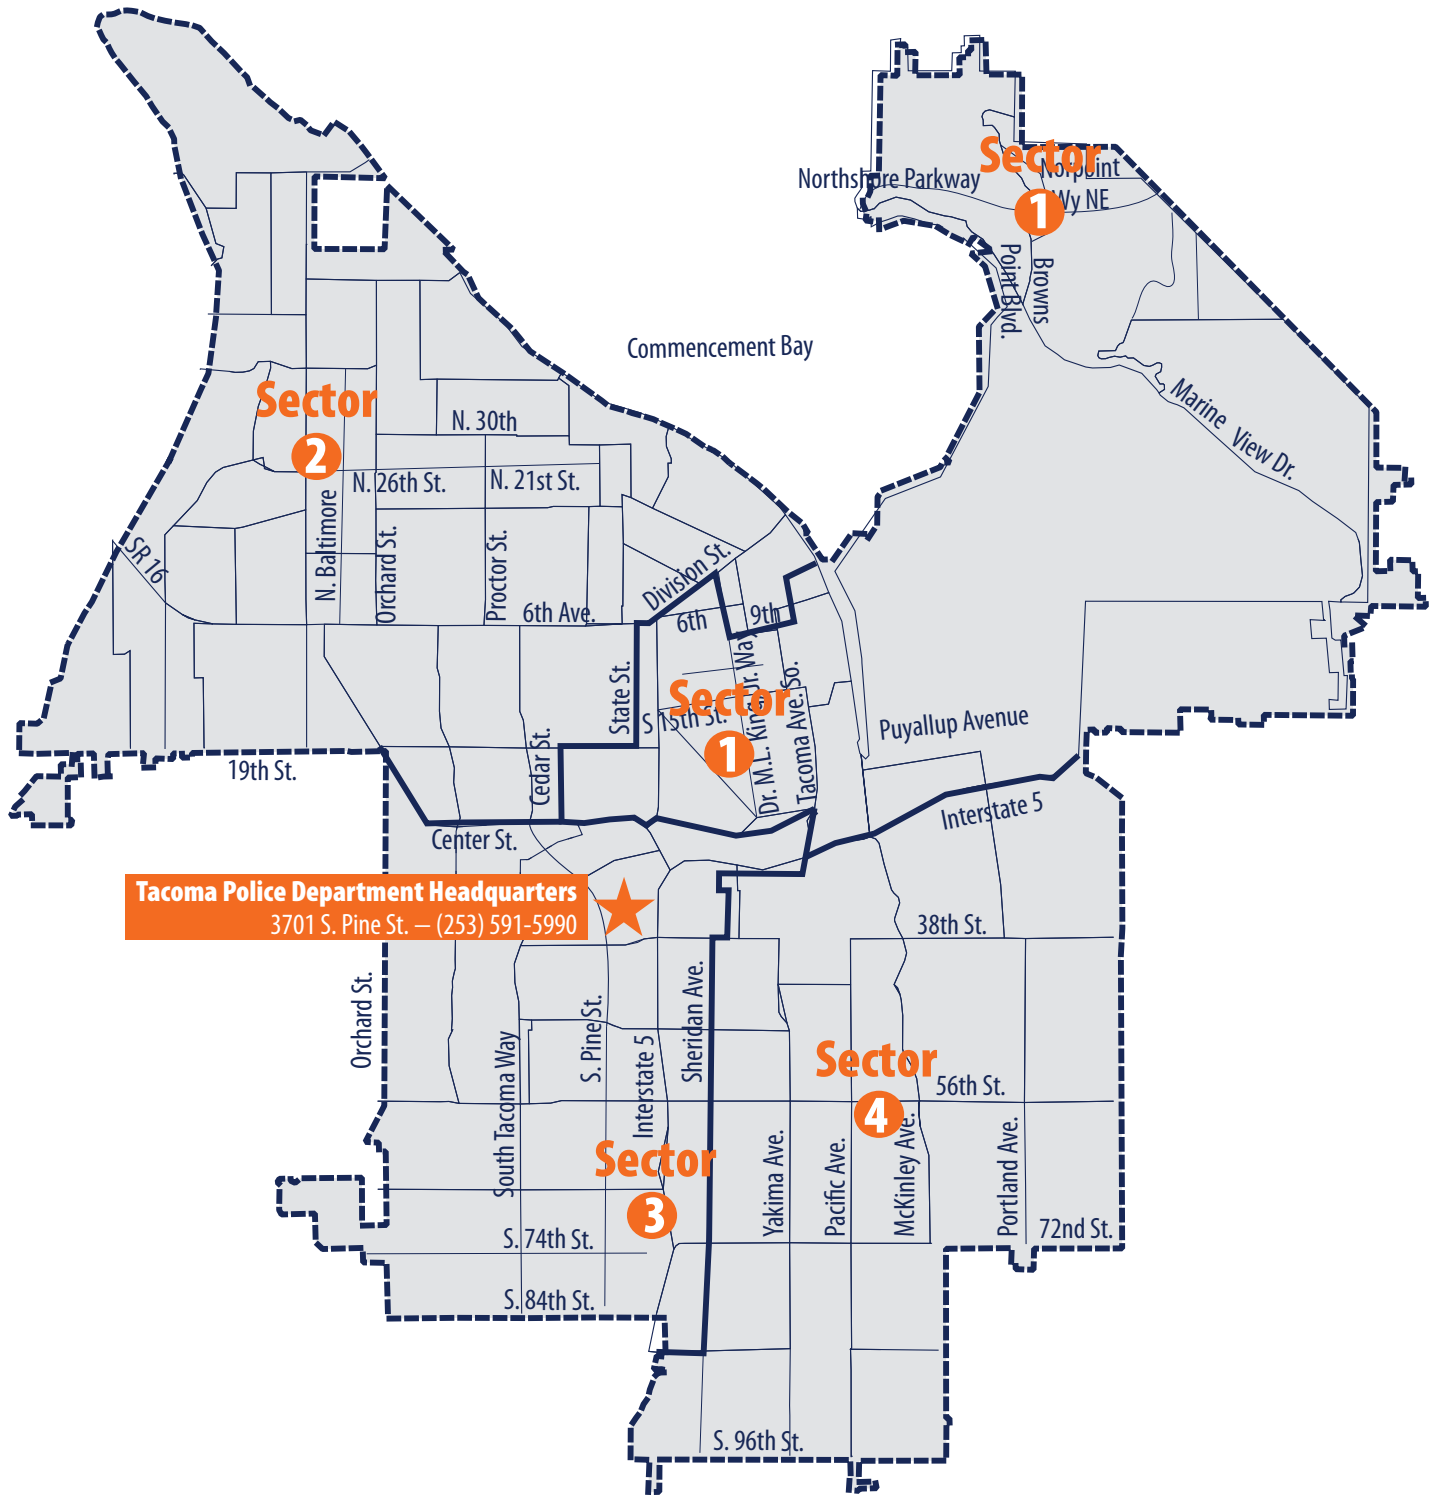 Sector
1
Northshore Parkway
Norpoint
Wy NE
Browns
Point Blvd.
Commencement Bay
Marine View Dr.
Sector
2
N. 30th
N. 26th St.
N. 21st St.
SR 16
N. Baltimore
Orchard St.
Proctor St.
Division St.
6th Ave.
6th
9th
State St.
Sector
1
S 15th St.
Dr. M.L. King Jr. Way
Tacoma Ave. So.
Puyallup Avenue
19th St.
Cedar St.
Interstate 5
Center St.
Tacoma Police Department Headquarters
3701 S. Pine St. – (253) 591-5990
38th St.
Orchard St.
South Tacoma Way
S. Pine St.
Interstate 5
Sheridan Ave.
Sector
4
56th St.
Sector
3
Yakima Ave.
Pacific Ave.
McKinley Ave.
Portland Ave.
72nd St.
S. 74th St.
S. 84th St.
S. 96th St.